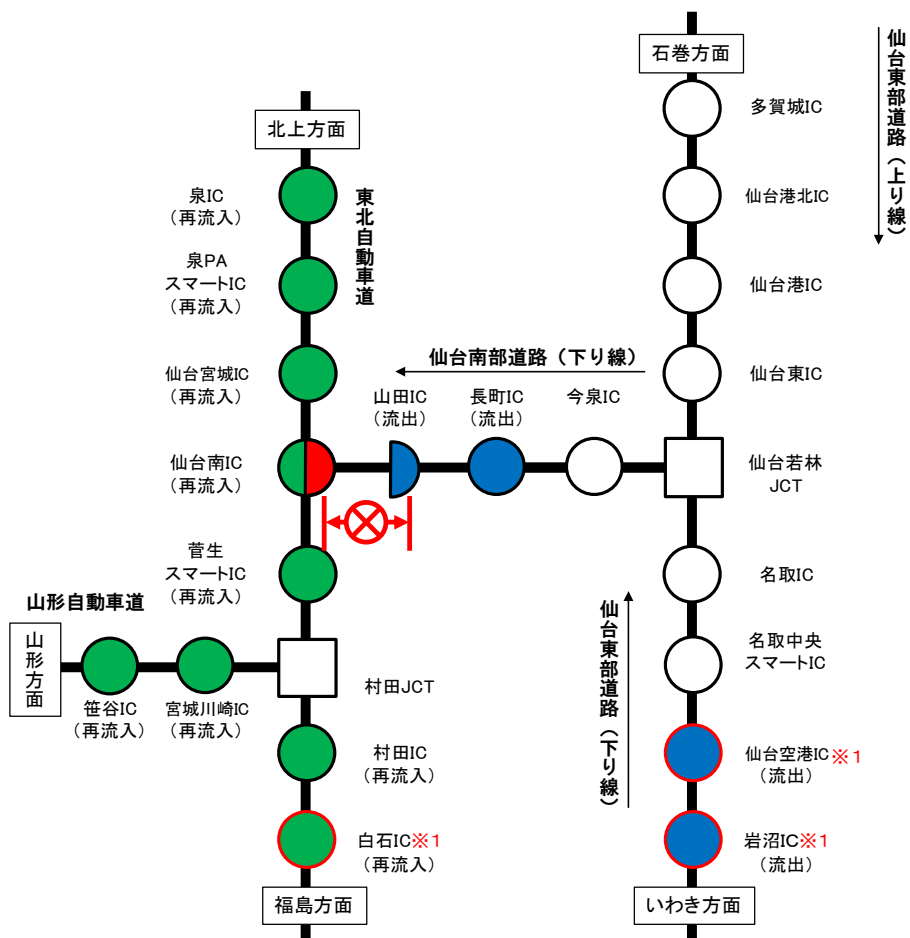 石巻方面
仙台東部道路（上り線）
多賀城IC
北上方面
泉IC
(再流入)
東北自動車道
仙台港北IC
泉PA
スマートIC
(再流入)
仙台港IC
仙台南部道路（下り線）
仙台宮城IC
(再流入)
山田IC
(流出)
長町IC
(流出)
今泉IC
仙台東IC
仙台南IC
(再流入)
仙台若林
JCT
菅生
スマートIC
(再流入)
名取IC
山形自動車道
仙台東部道路（下り線）
山形方面
名取中央
スマートIC
笹谷IC
(再流入)
宮城川崎IC
(再流入)
村田JCT
村田IC
(再流入)
仙台空港IC※1
(流出)
白石IC※1
(再流入)
岩沼IC※1
(流出)
福島方面
いわき方面